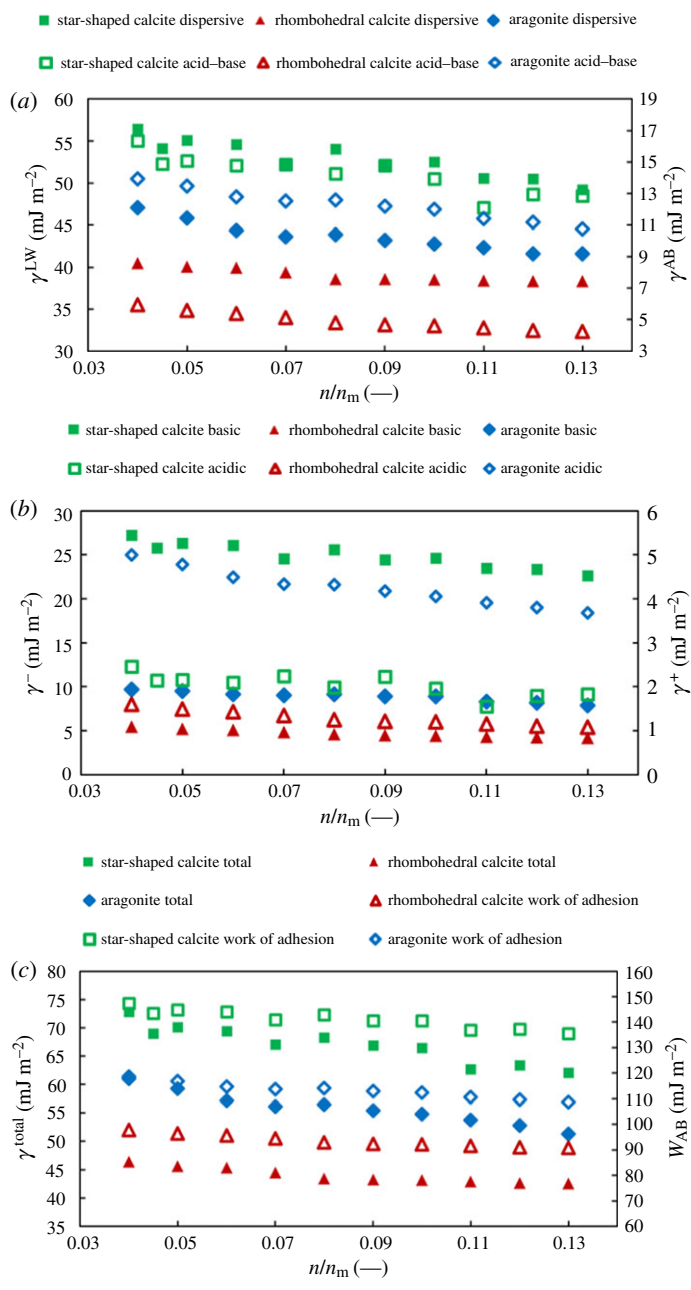 star-shaped calcite dispersive rhombohedral calcite dispersive aragonite dispersive
star-shaped calcite acid–base rhombohedral calcite acid–base aragonite acid–base
(a)
60 19
55 17
50 15
13
45 11
40 9
7
35 5
30 3
γLW (mJ m−2)
γAB (mJ m−2)
0.03 0.05 0.07 0.09 0.11 0.13
n/nm (—)
star-shaped calcite basic rhombohedral calcite basic aragonite basic
star-shaped calcite acidic rhombohedral calcite acidic aragonite acidic
(b)
30 6
25 5
20 4
15 3
10 2
5 1
0 0
γ− (mJ m−2)
γ+ (mJ m−2)
0.03 0.05 0.07 0.09 0.11 0.13
n/nm (—)
star-shaped calcite total rhombohedral calcite total
aragonite total rhombohedral calcite work of adhesion
star-shaped calcite work of adhesion aragonite work of adhesion
(c)
80 160
75 150
70 140
65 130
60 120
110
55 100
50 90
45 80
40 70
35 60
γtotal (mJ m−2)
WAB (mJ m−2)
0.03 0.05 0.07 0.09 0.11 0.13
n/nm (—)